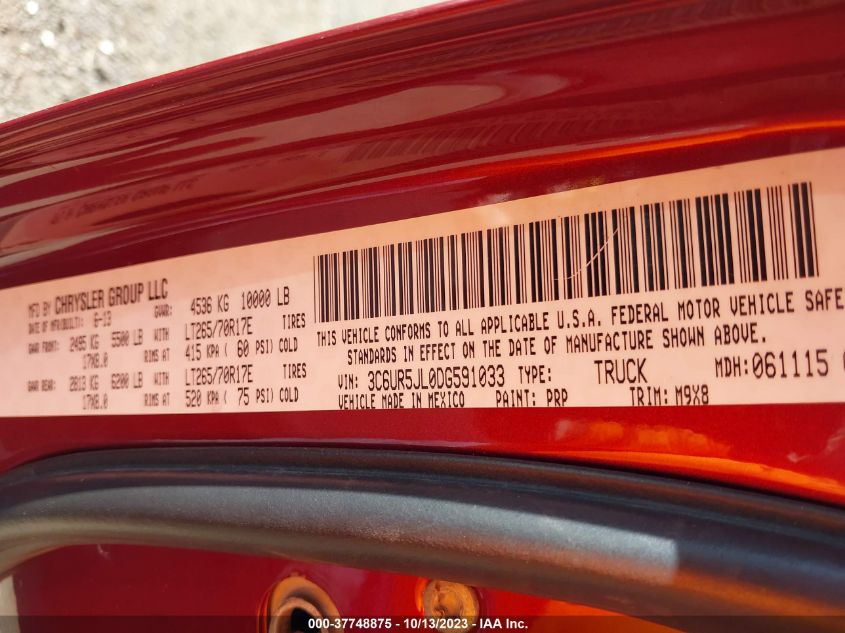 MFD BY CHRYSLER GROUP LLC GVWR: 4536 KG 10000 LB
DATE OF MFR(BUILT): 6-13
GAWR FRONT: 2495 KG 5500 LB WITH LT265/70R17E TIRES
17X8.0 RIMS AT 415 KPA ( 60 PSI) COLD
GAWR REAR: 2813 KG 6200 LB WITH LT265/70R17E TIRES
17X8.0 RIMS AT 520 KPA ( 75 PSI) COLD
THIS VEHICLE CONFORMS TO ALL APPLICABLE U.S.A. FEDERAL MOTOR VEHICLE SAFE
STANDARDS IN EFFECT ON THE DATE OF MANUFACTURE SHOWN ABOVE.
VIN: 3C6UR5JL0DG591033 TYPE: TRUCK MDH:061115
VEHICLE MADE IN MEXICO PAINT: PRP TRIM: M9X8
000-37748875 - 10/13/2023 - IAA Inc.